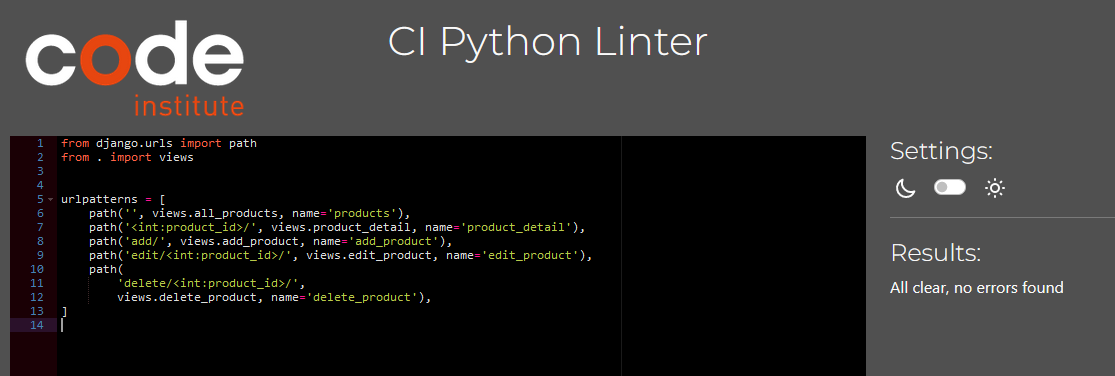 code
institute
CI Python Linter
1 from django.urls import path
2 from . import views
3
4
5 urlpatterns = [
6     path('', views.all_products, name='products'),
7     path('<int:product_id>/', views.product_detail, name='product_detail'),
8     path('add/', views.add_product, name='add_product'),
9     path('edit/<int:product_id>/', views.edit_product, name='edit_product'),
10     path(
11         'delete/<int:product_id>/',
12         views.delete_product, name='delete_product'),
13 ]
14
Settings:
Results:
All clear, no errors found